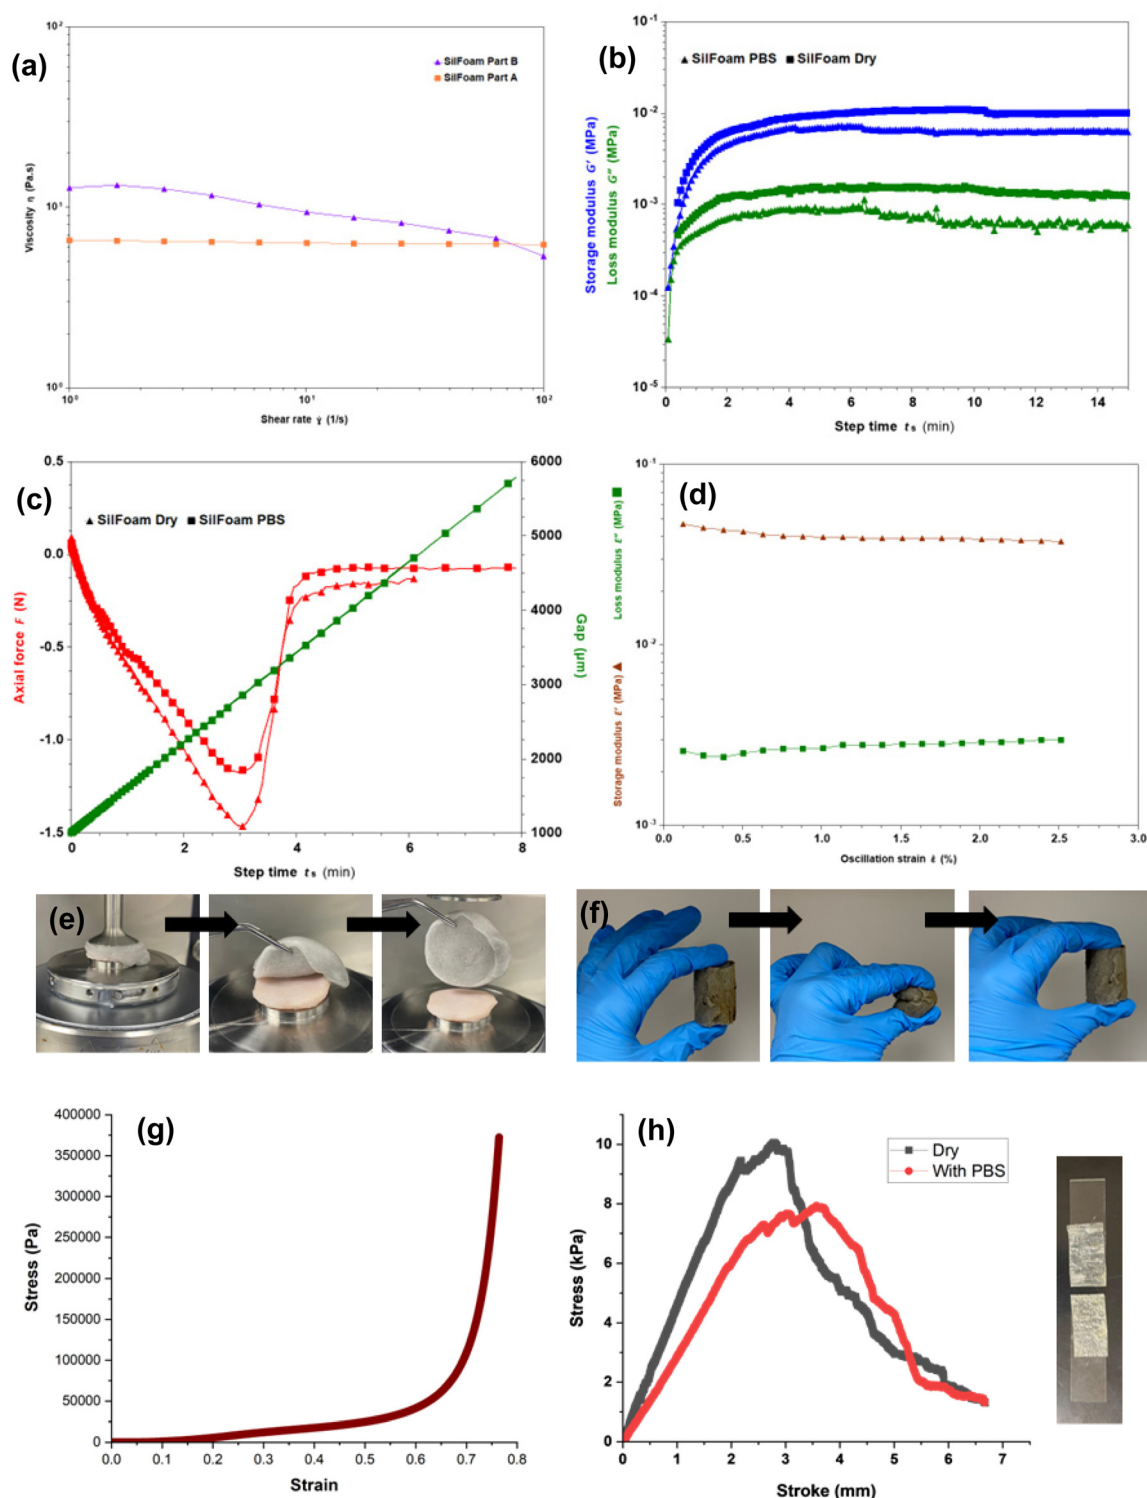 (a)
10²
SilFoam Part B
SilFoam Part A
Viscosity η (Pa.s)
10¹
10⁰
10⁰ 10¹ 10²
Shear rate γ̇ (1/s)
(b)
10⁻¹
SilFoam PBS SilFoam Dry
Storage modulus G′ (MPa)
Loss modulus G″ (MPa)
10⁻²
10⁻³
10⁻⁴
10⁻⁵
0 2 4 6 8 10 12 14
Step time tₛ (min)
(c)
0.5
0.0
-0.5
-1.0
-1.5
Axial force F (N)
SilFoam Dry SilFoam PBS
6000
5000
4000
3000
2000
1000
Gap (μm)
0 2 4 6 8
Step time tₛ (min)
(d)
10⁻¹
10⁻²
10⁻³
Loss modulus E″ (MPa)
Storage modulus E′ (MPa)
0.0 0.5 1.0 1.5 2.0 2.5 3.0
Oscillation strain ε (%)
(e)
(f)
(g)
400000
350000
300000
250000
200000
150000
100000
50000
0
Stress (Pa)
0.0 0.1 0.2 0.3 0.4 0.5 0.6 0.7 0.8
Strain
(h)
Dry
With PBS
10
8
6
4
2
0
Stress (kPa)
0 1 2 3 4 5 6 7
Stroke (mm)